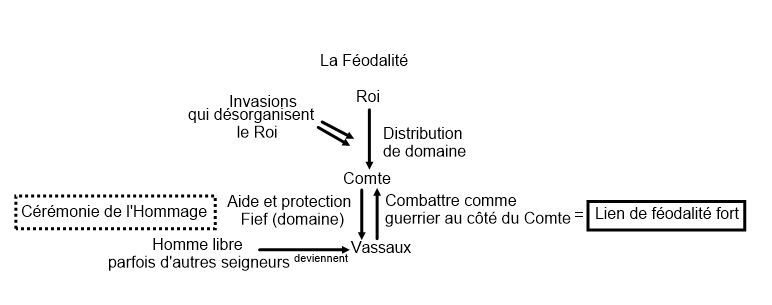 La Féodalité
Roi
Invasions
qui désorganisent
le Roi
Distribution
de domaine
Comte
Cérémonie de l'Hommage
Aide et protection
Fief (domaine)
Combattre comme
guerrier au côté du Comte =
Lien de féodalité fort
Homme libre
parfois d'autres seigneurs
deviennent
Vassaux